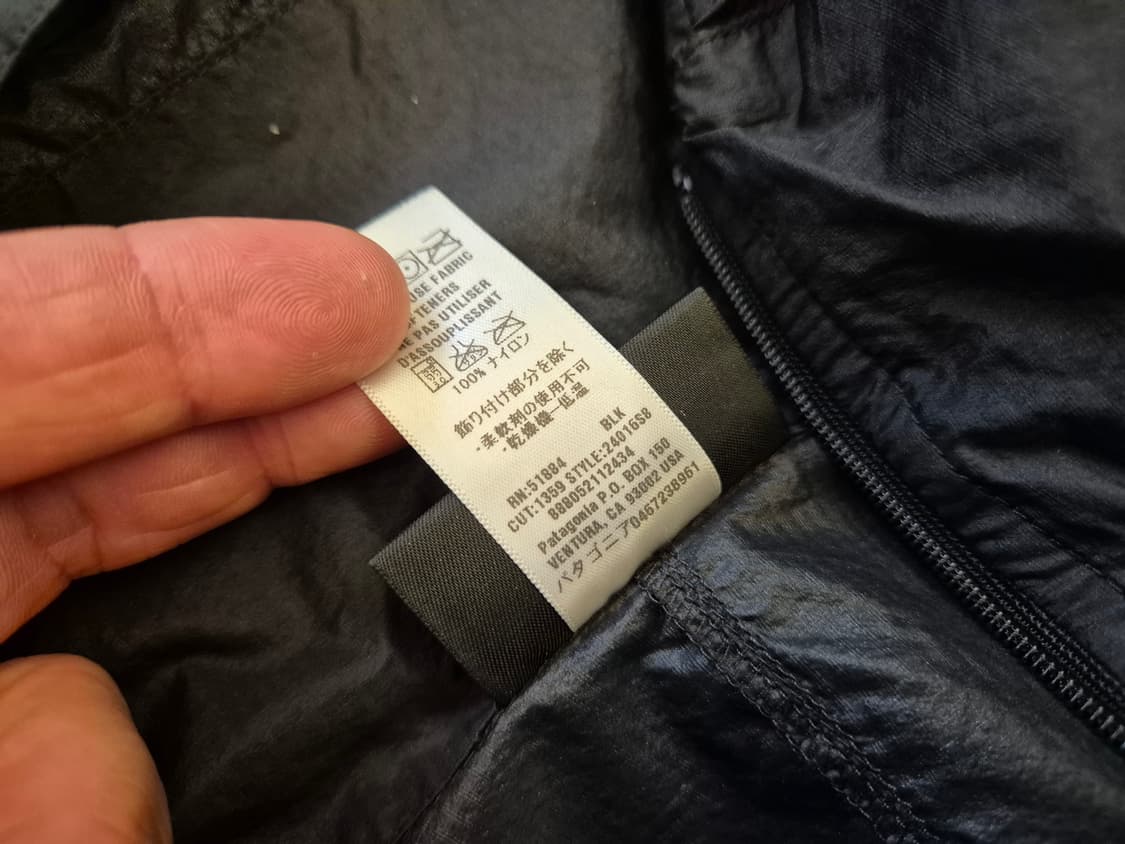 USE FABRIC
SOFTENERS
NE PAS UTILISER
D'ASSOUPLISSANT
100% ナイロン
飾り付け部分を除く
・柔軟剤の使用不可
・乾燥機ー低温
BLK
RN:51884
CUT:1359 STYLE:24016S8
888052112434
Patagonia P.O. BOX 150
VENTURA, CA 93002 USA
パタゴニア0467238961